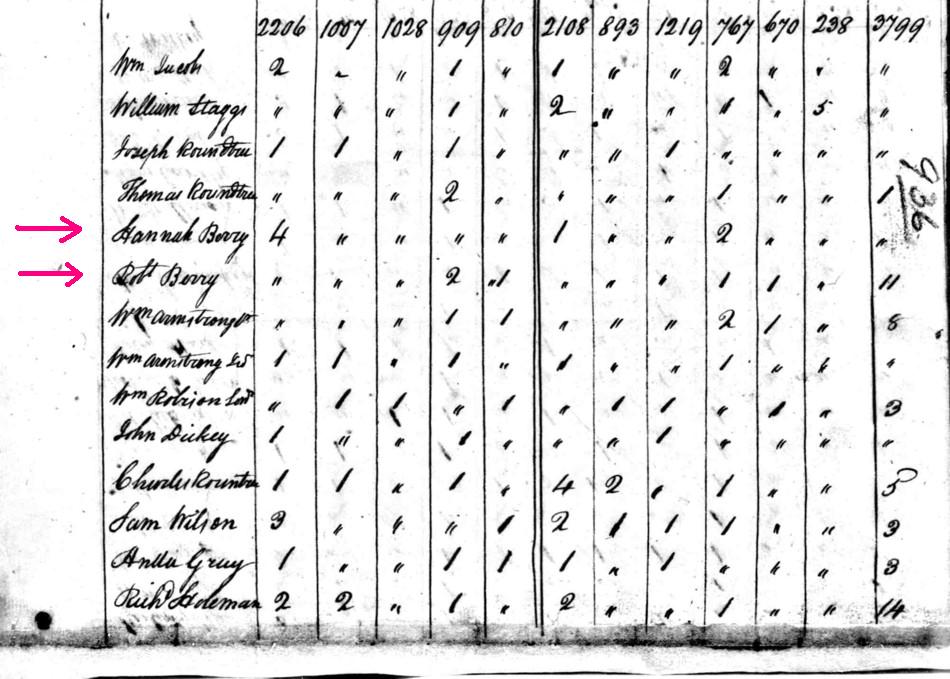 2206 1007 1028 909 810 2108 893 1219 767 670 238 3799
Wm Jacob 2 " " 1 " 1 " " 2 " " "
William Staggs " " " 1 " 2 " " 1 " 5 "
Joseph Roundtree 1 1 " 1 " " " 1 " " " "
Thomas Roundtree " " " 2 " " " " 1 " " 1
Hannah Berry 4 " " " " 1 " " 2 " " "
936
Robt Berry " " " 2 "1 " " " 1 1 " 11
Wm Armstrong " " " 1 1 " " " 2 1 " 8
Wm Armstrong 1 1 " 1 " 1 " " 1 " " "
Wm Robison " 1 1 " 1 " 1 1 " 1 " 3
John Dickey 1 " " 1 " " " 1 " " " "
Charles Rountree 1 1 " 1 " 4 2 " 1 " " 5
Sam Wilson 3 " " " 1 2 1 1 1 " " 3
Gray 1 " " 1 1 1 " 1 " " " 3
Richd Holeman 2 2 " 1 " 2 " " 1 " " 14